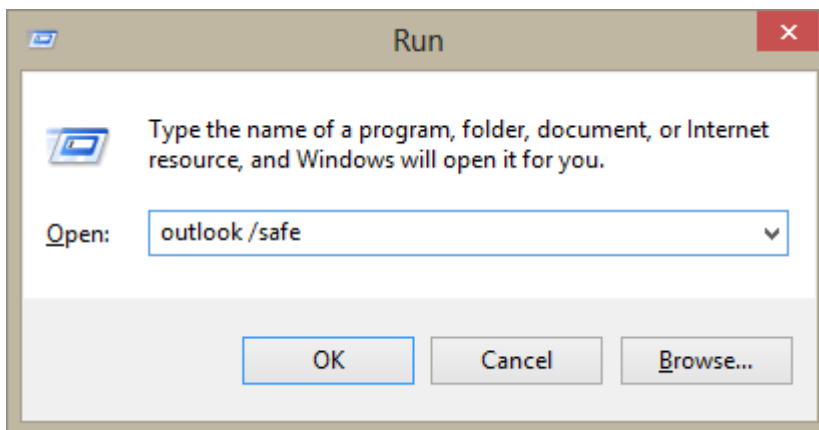 Run
Type the name of a program, folder, document, or Internet
resource, and Windows will open it for you.
Open: outlook /safe
OK Cancel Browse...